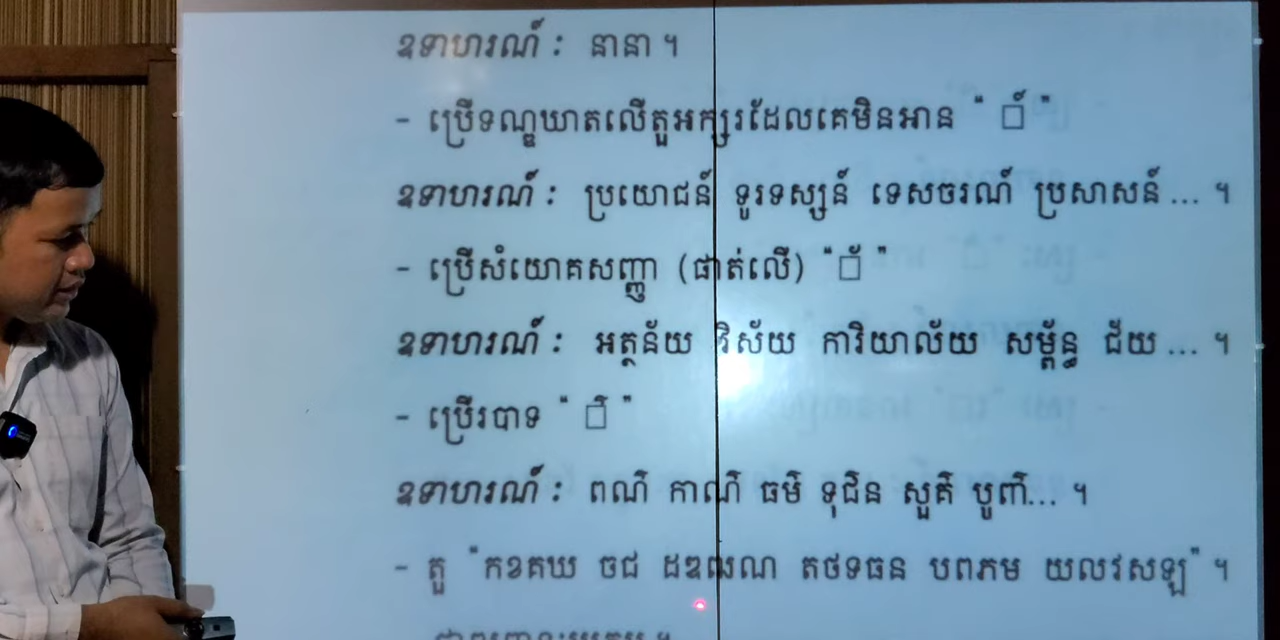 ឧទាហរណ៍ : នានា ។
- ប្រើទណ្ឌឃាតលើតួអក្សរដែលគេមិនអាន “ ៍ ”
ឧទាហរណ៍ : ប្រយោជន៍ ទូរទស្សន៍ ទេសចរណ៍ ប្រសាសន៍ ... ។
- ប្រើសំយោគសញ្ញា (ផាត់លើ) “ ័ ”
ឧទាហរណ៍ : អត្ថន័យ វិស័យ ការិយាល័យ សម្ព័ន្ធ ជ័យ ... ។
- ប្រើរបាទ “ ៌ ”
ឧទាហរណ៍ : ពណ៌ កាណ៌ ធម៌ ទុជ៌ន សួគ៌ បូព៌ា... ។
- តួ “កខគឃ ចជ ដឌឍណ តថទធន បពភម យលវសឡ” ។